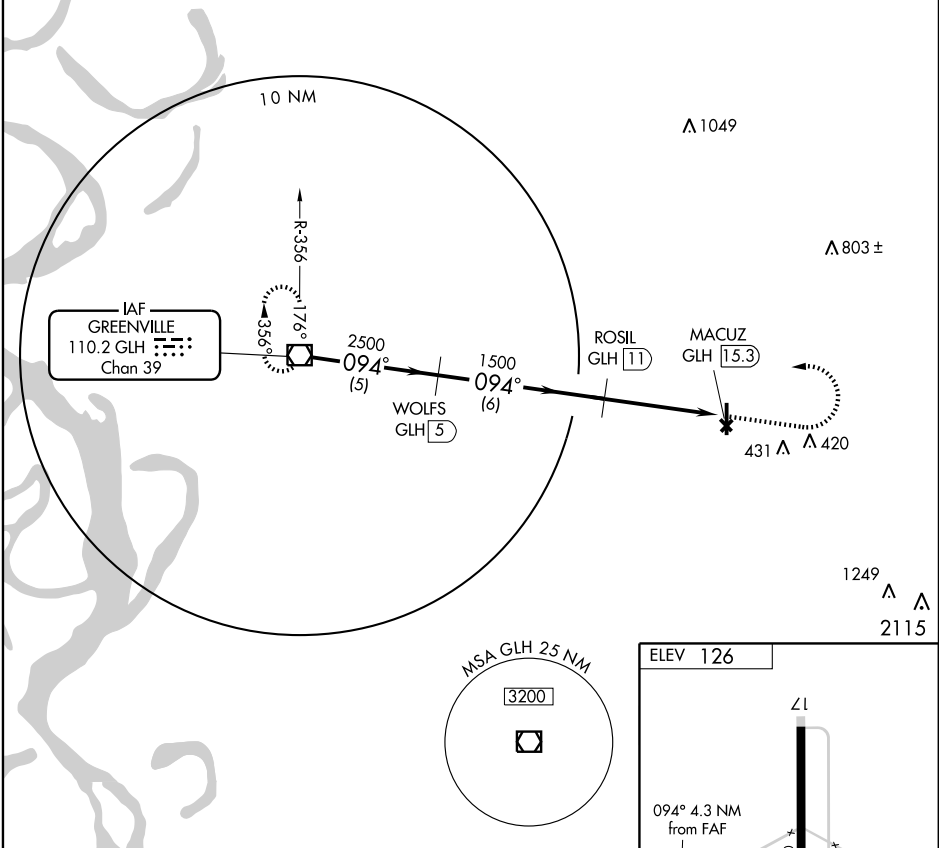 10 NM
1049
803 ±
R-356
356°
176°
IAF
GREENVILLE
110.2 GLH
Chan 39
2500
094°
(5)
WOLFS
GLH 5
1500
094°
(6)
ROSIL
GLH 11
MACUZ
GLH 15.3
431
420
1249
2115
MSA GLH 25 NM
3200
ELEV 126
17
094° 4.3 NM
from FAF